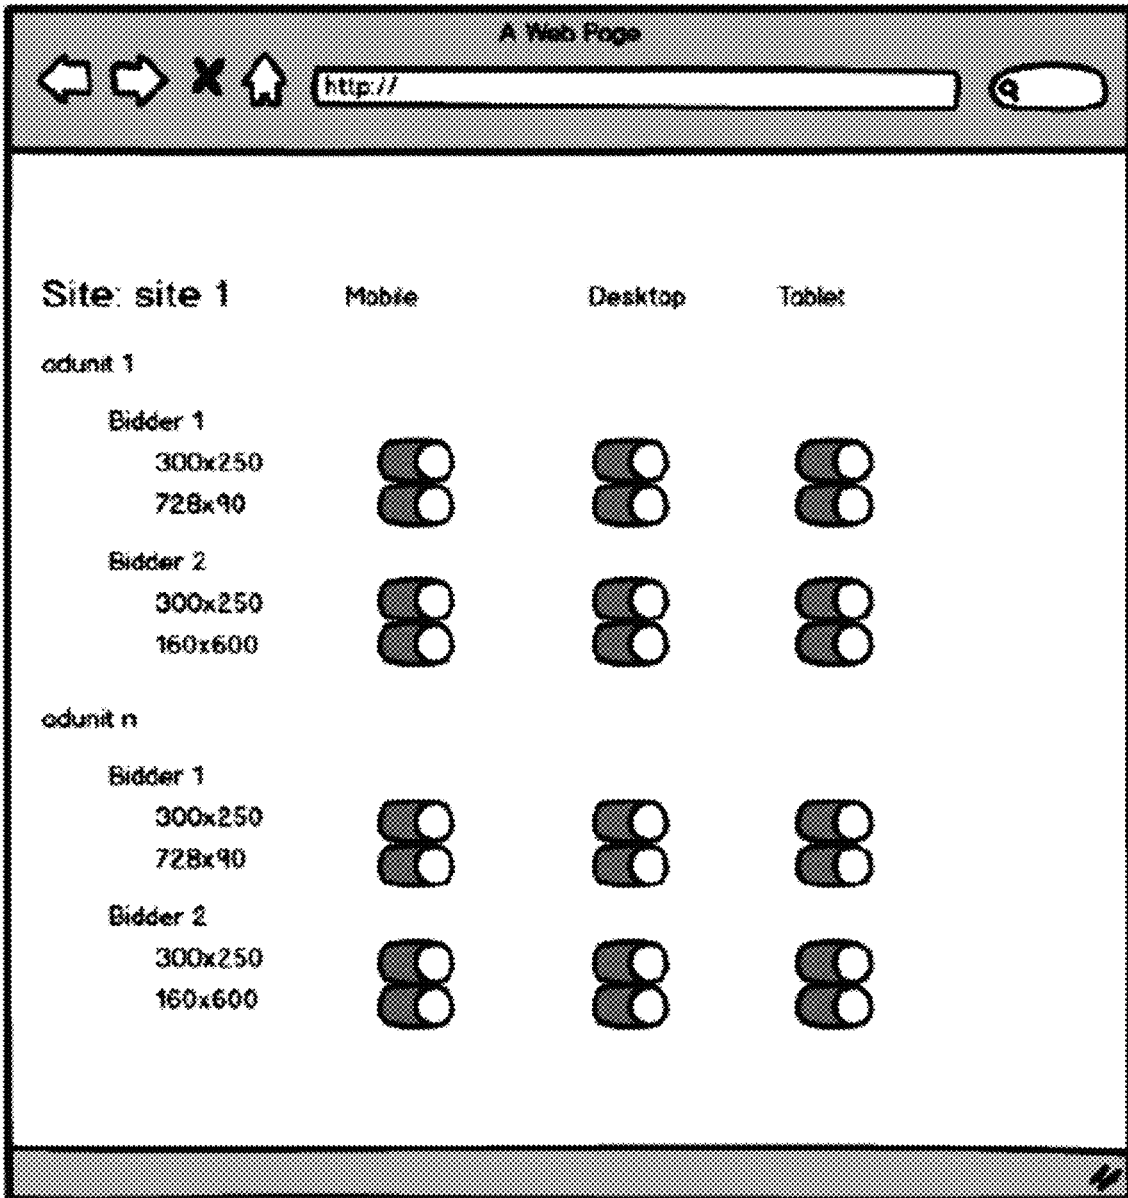 A Web Page
http://
Site: site 1 Mobile Desktop Tablet
adunit 1
Bidder 1
300x250
728x90
Bidder 2
300x250
160x600
adunit n
Bidder 1
300x250
728x90
Bidder 2
300x250
160x600